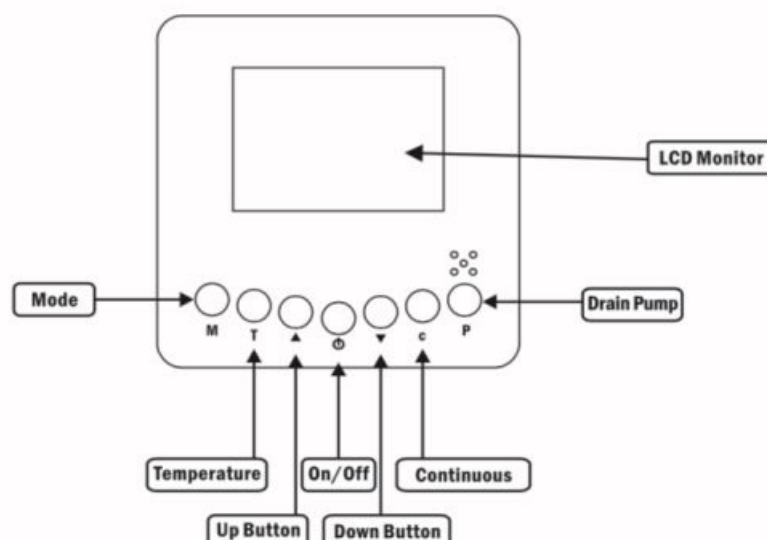 LCD Monitor
Mode
Drain Pump
M
T
▲
▼
c
P
Temperature
On/Off
Continuous
Up Button
Down Button